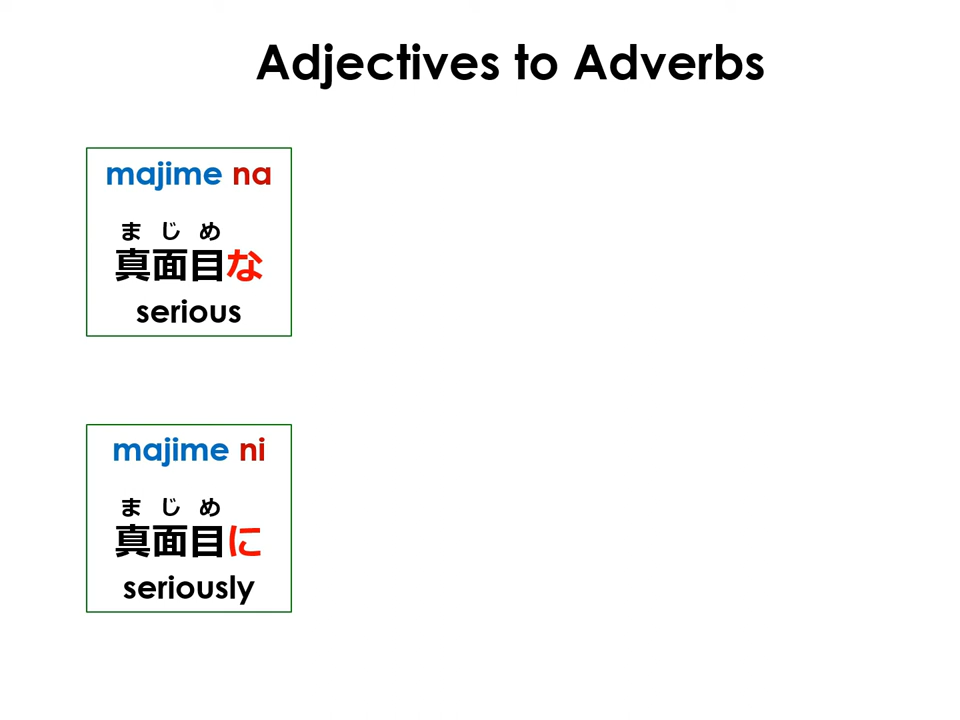 Adjectives to Adverbs
majime na
まじめ
真面目な
serious
majime ni
まじめ
真面目に
seriously